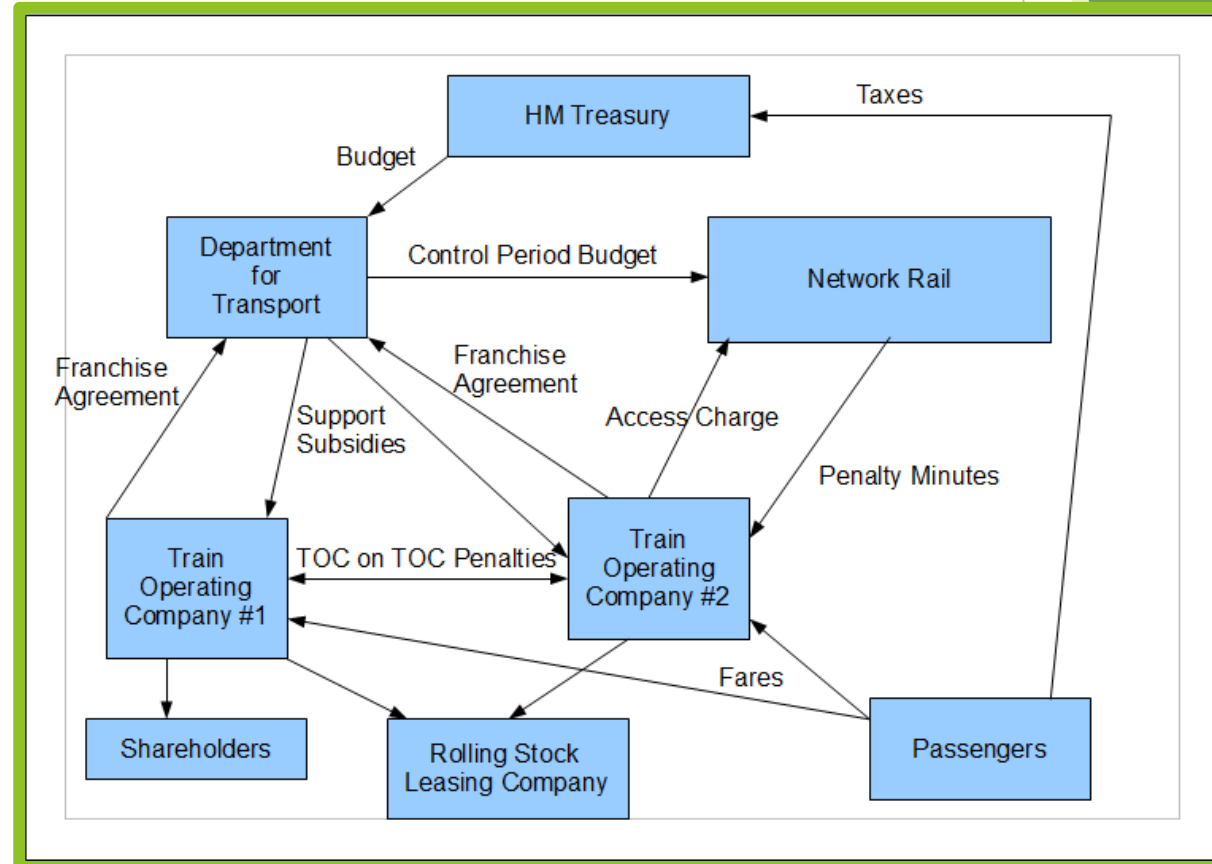 Taxes
HM Treasury
Budget
Department
for
Transport
Control Period Budget
Network Rail
Franchise
Agreement
Support
Subsidies
Franchise
Agreement
Access Charge
Penalty Minutes
Train
Operating
Company #1
TOC on TOC Penalties
Train
Operating
Company #2
Fares
Shareholders
Rolling Stock
Leasing Company
Passengers